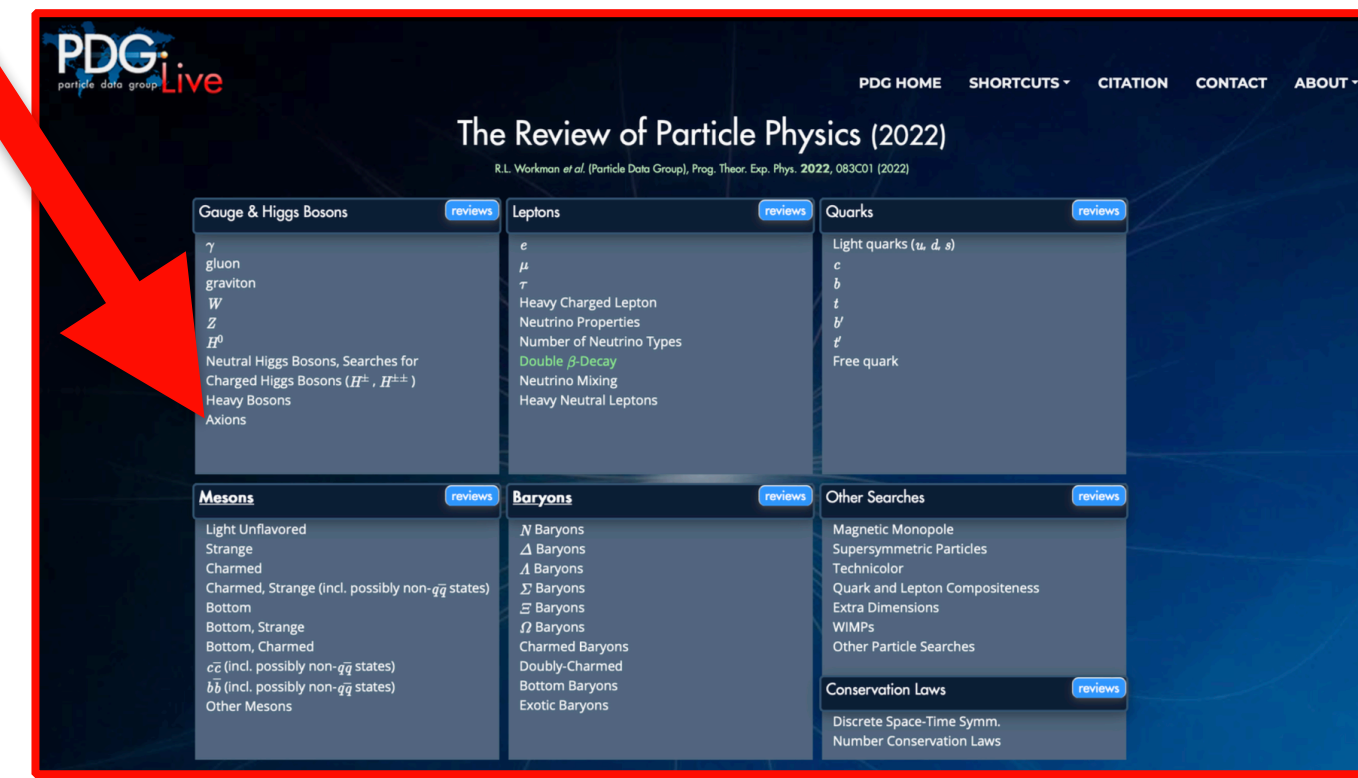 PDG Live
particle data group
PDG HOME SHORTCUTS CITATION CONTACT ABOUT
The Review of Particle Physics (2022)
R.L. Workman et al. (Particle Data Group), Prog. Theor. Exp. Phys. 2022, 083C01 (2022)
Gauge & Higgs Bosons reviews
γ
gluon
graviton
W
Z
H⁰
Neutral Higgs Bosons, Searches for
Charged Higgs Bosons (H±, H±±)
Heavy Bosons
Axions
Leptons reviews
e
μ
τ
Heavy Charged Lepton
Neutrino Properties
Number of Neutrino Types
Double β-Decay
Neutrino Mixing
Heavy Neutral Leptons
Quarks reviews
Light quarks (u, d, s)
c
b
t
b′
t′
Free quark
Mesons reviews
Light Unflavored
Strange
Charmed
Charmed, Strange (incl. possibly non-qq̅ states)
Bottom
Bottom, Strange
Bottom, Charmed
cc̅ (incl. possibly non-qq̅ states)
bb̅ (incl. possibly non-qq̅ states)
Other Mesons
Baryons reviews
N Baryons
Δ Baryons
Λ Baryons
Σ Baryons
Ξ Baryons
Ω Baryons
Charmed Baryons
Doubly-Charmed
Bottom Baryons
Exotic Baryons
Other Searches reviews
Magnetic Monopole
Supersymmetric Particles
Technicolor
Quark and Lepton Compositeness
Extra Dimensions
WIMPs
Other Particle Searches
Conservation Laws reviews
Discrete Space-Time Symm.
Number Conservation Laws